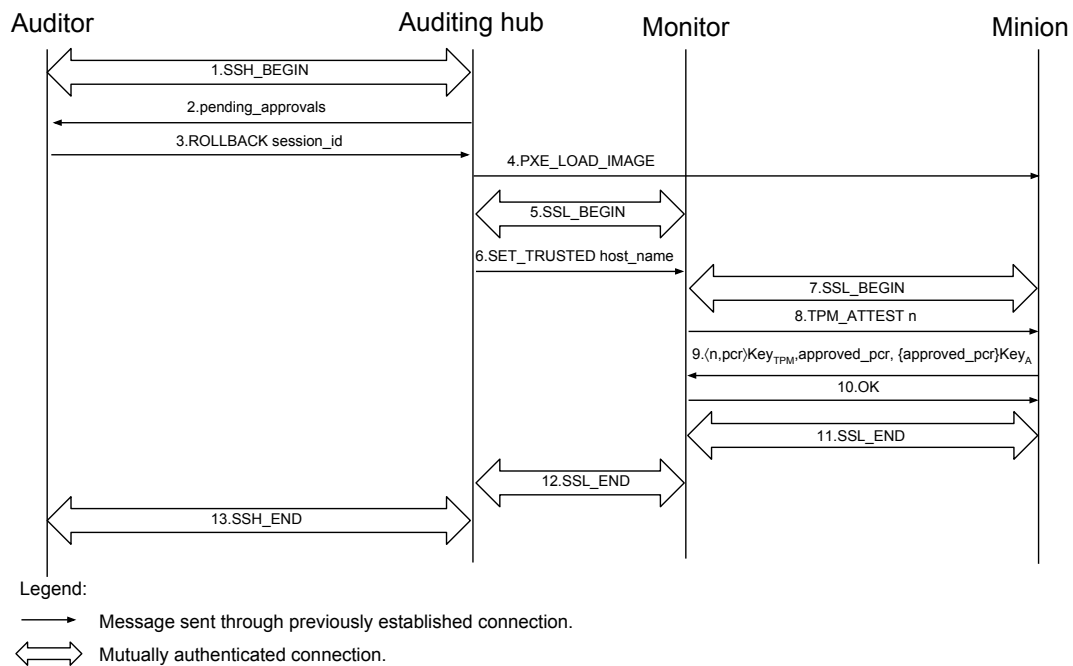 Auditor
Auditing hub
Monitor
Minion
1.SSH_BEGIN
2.pending_approvals
3.ROLLBACK session_id
4.PXE_LOAD_IMAGE
5.SSL_BEGIN
6.SET_TRUSTED host_name
7.SSL_BEGIN
8.TPM_ATTEST n
9.⟨n,pcr⟩Key_TPM,approved_pcr, {approved_pcr}Key_A
10.OK
11.SSL_END
12.SSL_END
13.SSH_END
Legend:
Message sent through previously established connection.
Mutually authenticated connection.